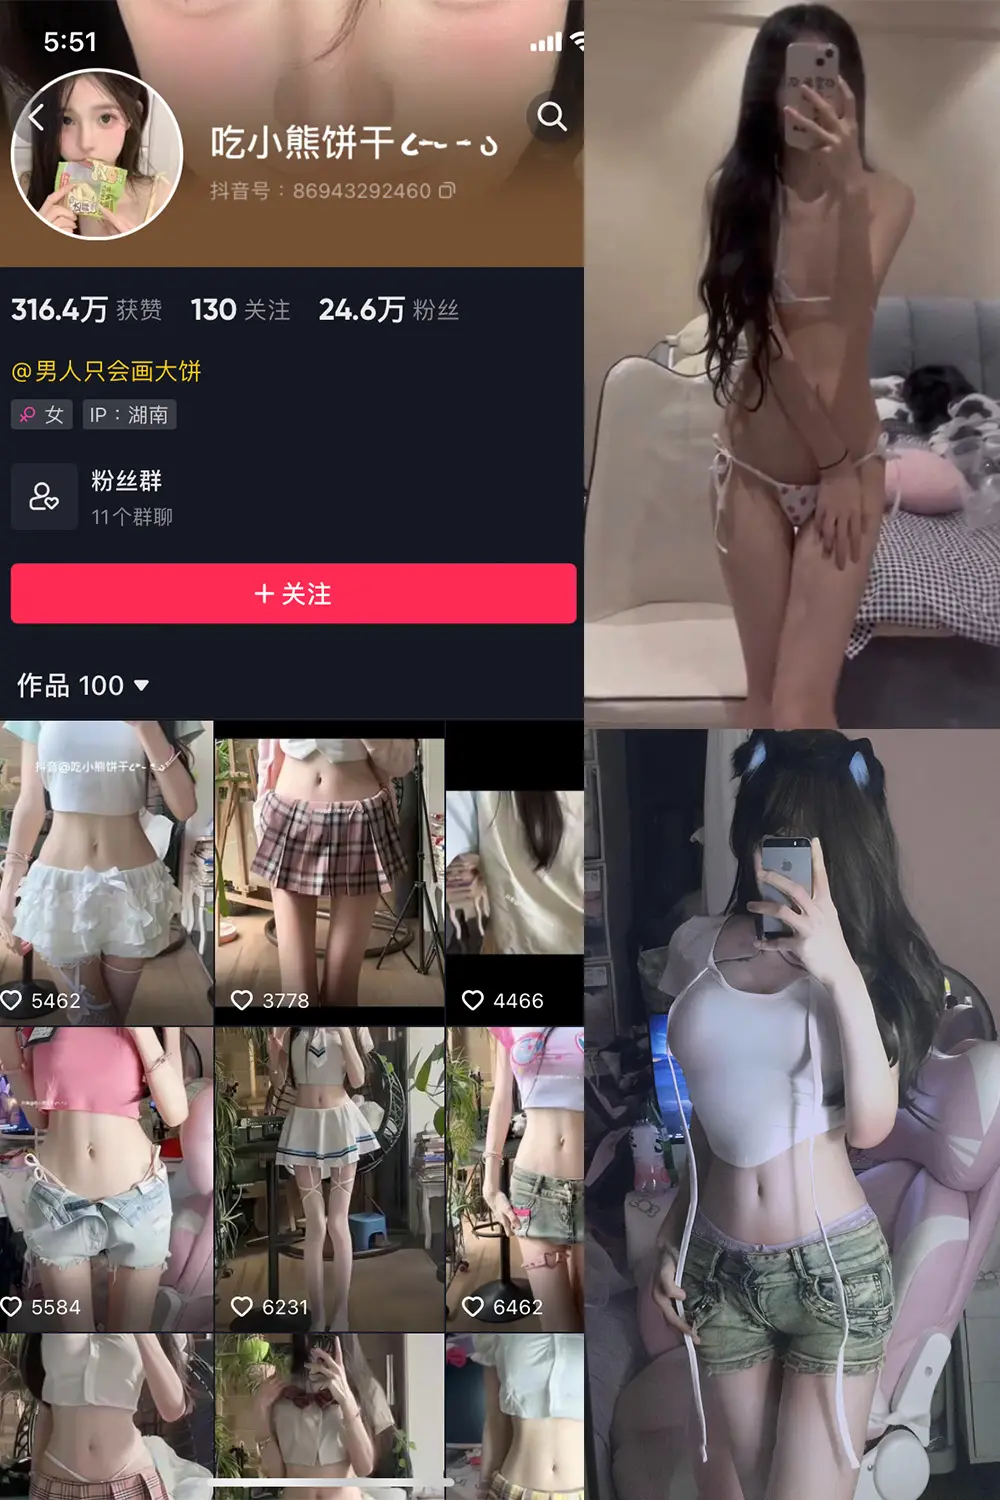 5:51
吃小熊饼干
抖音号：86943292460
316.4万 获赞 130 关注 24.6万 粉丝
@男人只会画大饼
女 IP：湖南
粉丝群
11个群聊
+ 关注
作品 100
抖音@吃小熊饼干
5462 3778 4466
5584 6231 6462